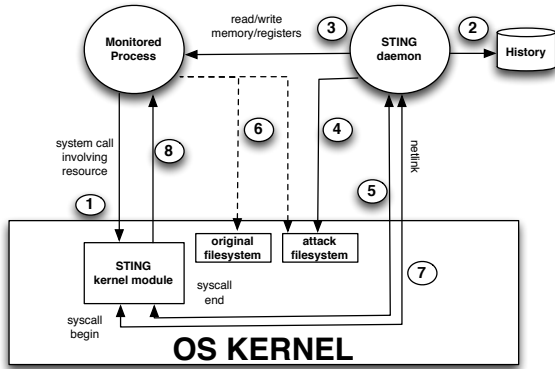 read/write
memory/registers
3
2
Monitored
Process
STING
daemon
History
system call
involving
resource
8
6
4
5
netlink
1
original
filesystem
attack
filesystem
STING
kernel module
syscall
end
7
syscall
begin
OS KERNEL